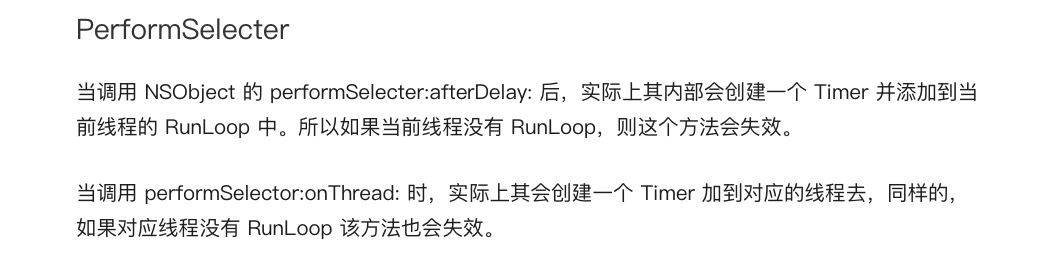 PerformSelecter
当调用 NSObject 的 performSelecter:afterDelay: 后，实际上其内部会创建一个 Timer 并添加到当
前线程的 RunLoop 中。所以如果当前线程没有 RunLoop，则这个方法会失效。
当调用 performSelector:onThread: 时，实际上其会创建一个 Timer 加到对应的线程去，同样的，
如果对应线程没有 RunLoop 该方法也会失效。